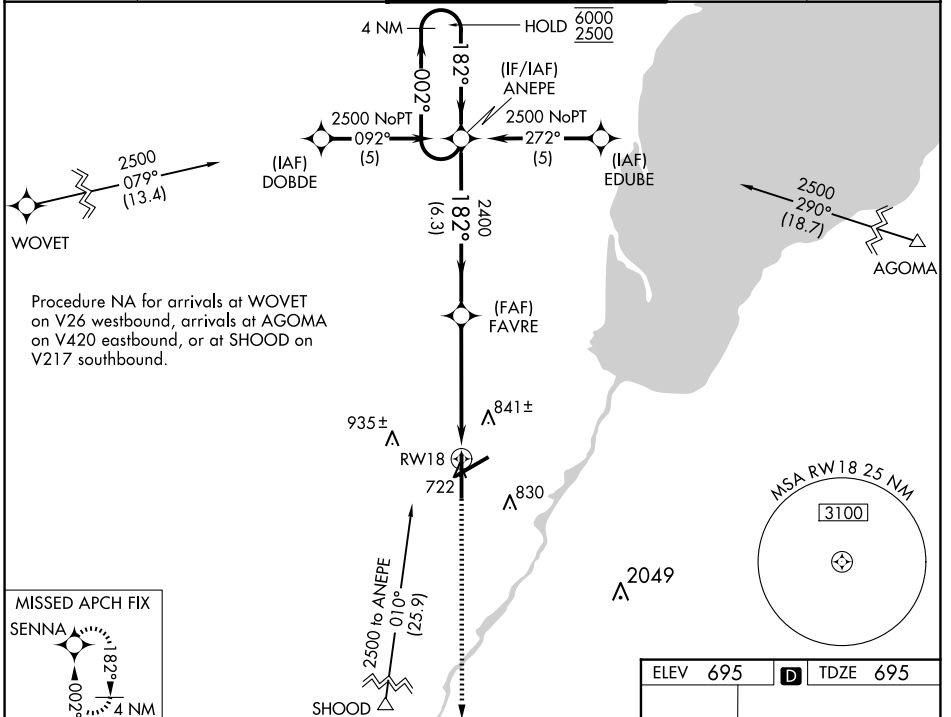 4 NM
HOLD
6000
2500
182°
002°
(IF/IAF)
ANEPE
2500 NoPT
092°
(5)
2500 NoPT
272°
(5)
(IAF)
DOBDE
(IAF)
EDUBE
2500
079°
(13.4)
WOVET
2500
290°
(18.7)
AGOMA
2400
182°
(6.3)
Procedure NA for arrivals at WOVET
on V26 westbound, arrivals at AGOMA
on V420 eastbound, or at SHOOD on
V217 southbound.
(FAF)
FAVRE
935±
841±
RW18
722
830
MSA RW18 25 NM
3100
2049
2500 to ANEPE
010°
(25.9)
SHOOD
MISSED APCH FIX
SENNA
182°
002°
4 NM
ELEV 695
D
TDZE 695